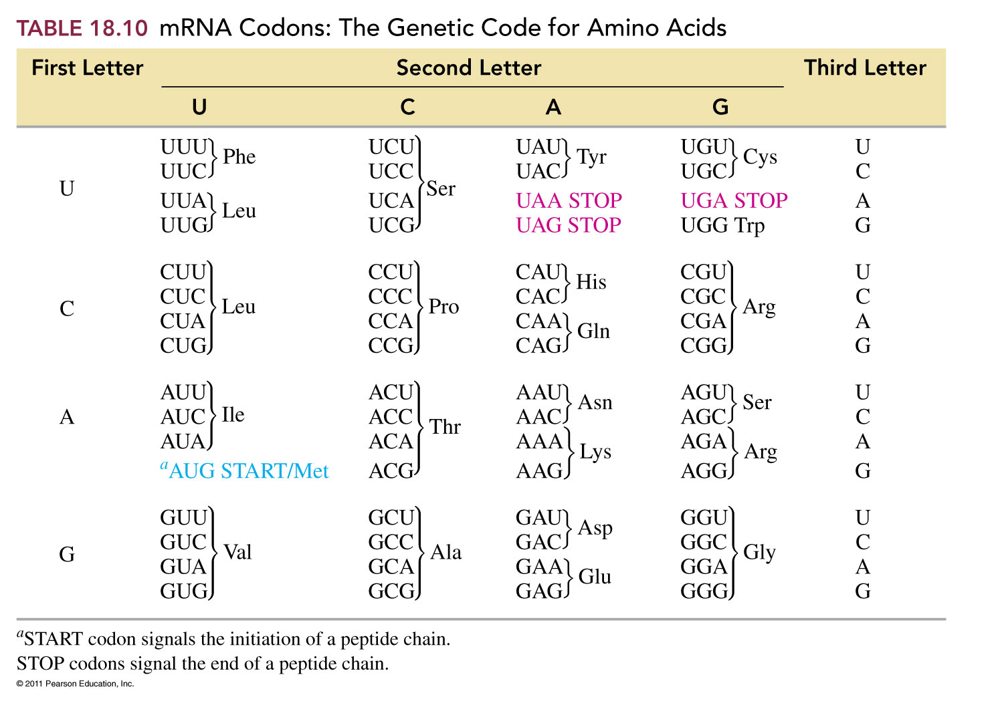 TABLE 18.10 mRNA Codons: The Genetic Code for Amino Acids
First Letter Second Letter Third Letter
U C A G
UUU UCU UAU UGU U
Phe Tyr Cys
UUC UCC UAC UGC C
U Ser
UUA UCA UAA STOP UGA STOP A
Leu
UUG UCG UAG STOP UGG Trp G
CUU CCU CAU CGU U
His
CUC CCC CAC CGC C
C Leu Pro Arg
CUA CCA CAA CGA A
Gln
CUG CCG CAG CGG G
AUU ACU AAU AGU U
Asn Ser
A AUC Ile ACC AAC AGC C
Thr
AUA ACA AAA AGA A
Lys Arg
aAUG START/Met ACG AAG AGG G
GUU GCU GAU GGU U
Asp
GUC GCC GAC GGC C
G Val Ala Gly
GUA GCA GAA GGA A
Glu
GUG GCG GAG GGG G
aSTART codon signals the initiation of a peptide chain.
STOP codons signal the end of a peptide chain.
© 2011 Pearson Education, Inc.